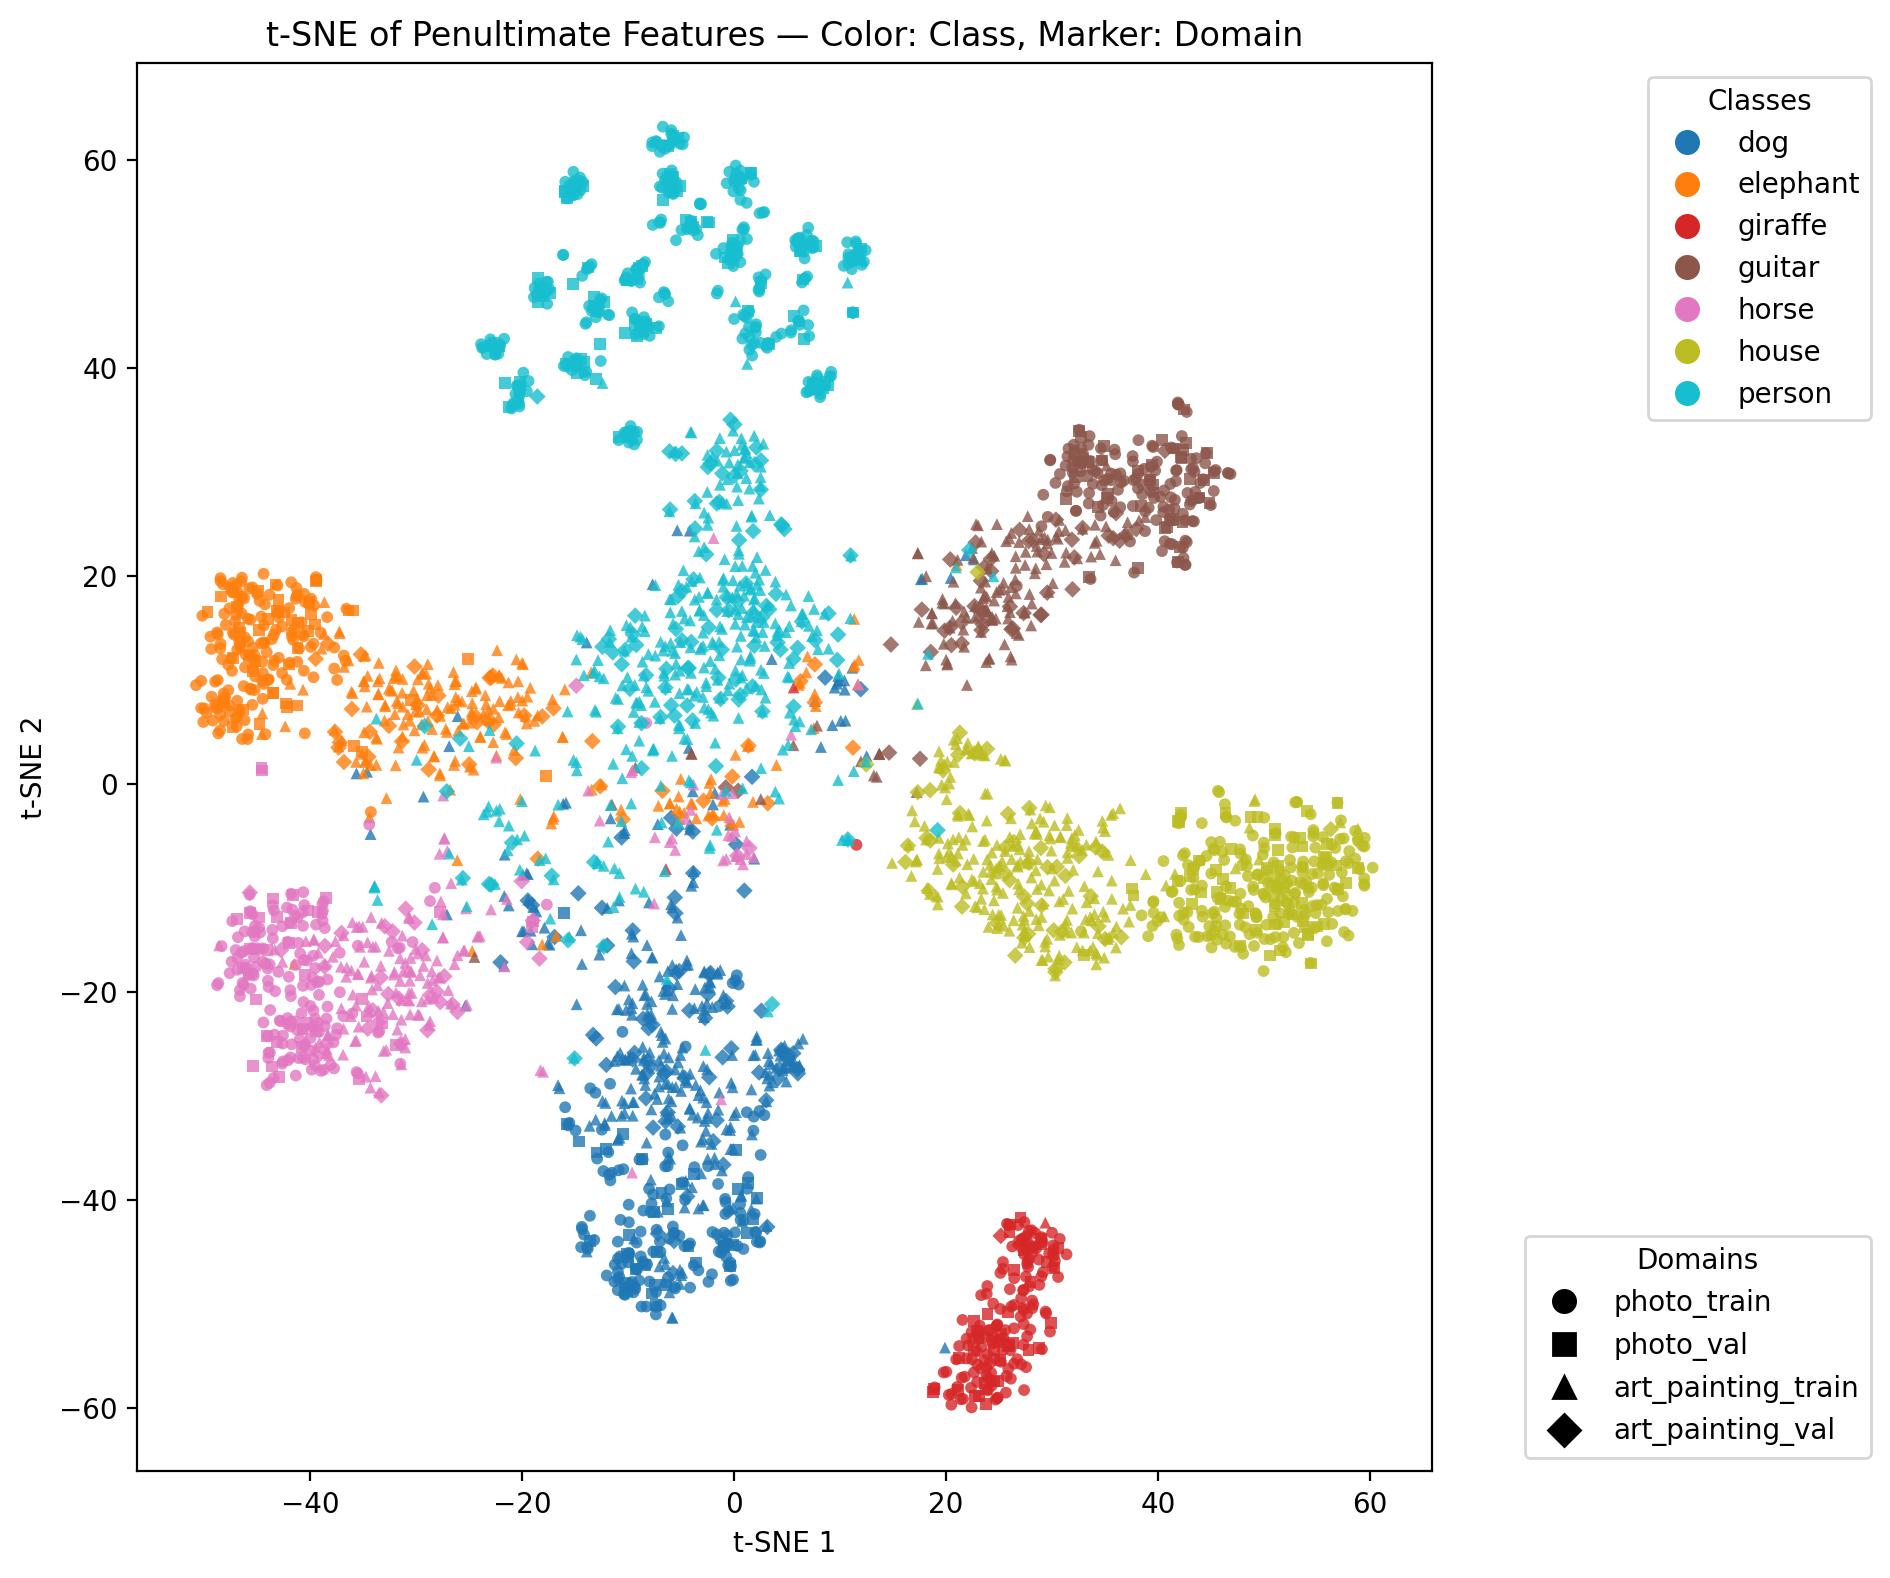 t-SNE of Penultimate Features — Color: Class, Marker: Domain
Classes
dog
elephant
giraffe
guitar
horse
house
person
t-SNE 2
60
40
20
0
−20
−40
−60
−40
−20
0
20
40
60
t-SNE 1
Domains
photo_train
photo_val
art_painting_train
art_painting_val